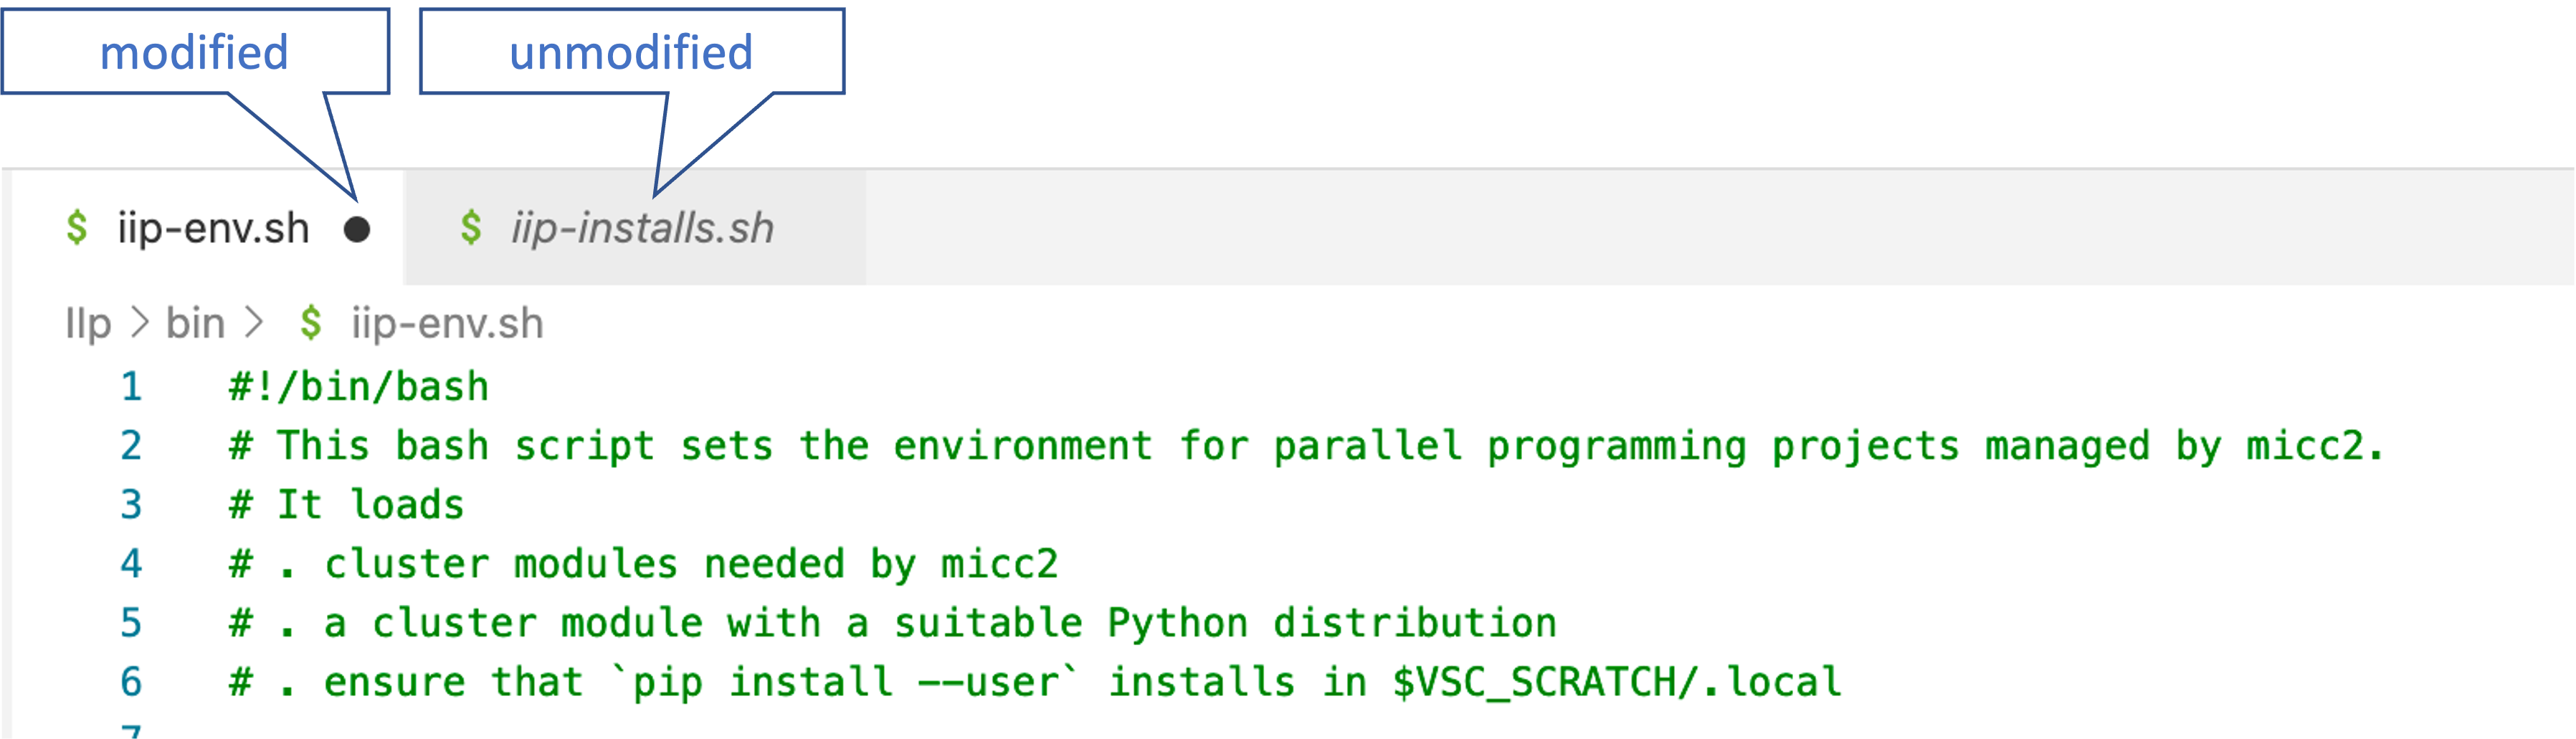 modified unmodified
$ iip-env.sh ● $ iip-installs.sh
IIp > bin > $ iip-env.sh
1 #!/bin/bash
2 # This bash script sets the environment for parallel programming projects managed by micc2.
3 # It loads
4 # . cluster modules needed by micc2
5 # . a cluster module with a suitable Python distribution
6 # . ensure that `pip install --user` installs in $VSC_SCRATCH/.local
7